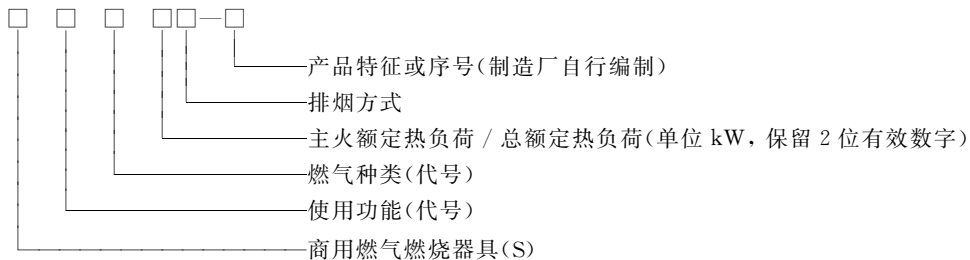 □ □ □ □□—□
产品特征或序号(制造厂自行编制)
排烟方式
主火额定热负荷/总额定热负荷(单位 kW,保留 2 位有效数字)
燃气种类(代号)
使用功能(代号)
商用燃气燃烧器具(S)